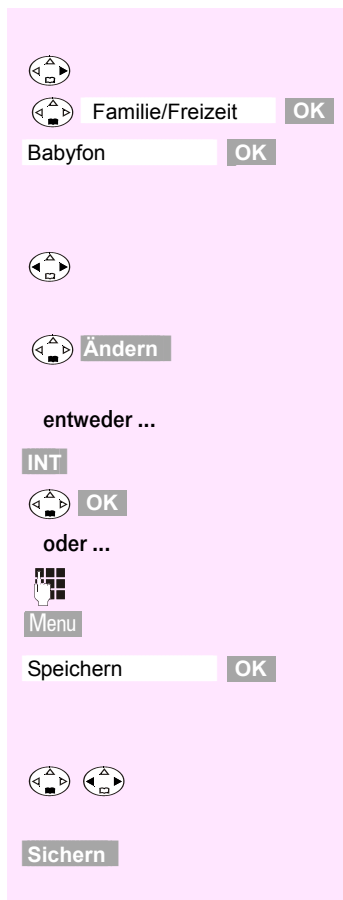 Familie/Freizeit OK
Babyfon OK
Ändern
entweder ...
INT
OK
oder ...
Menu
Speichern OK
Sichern